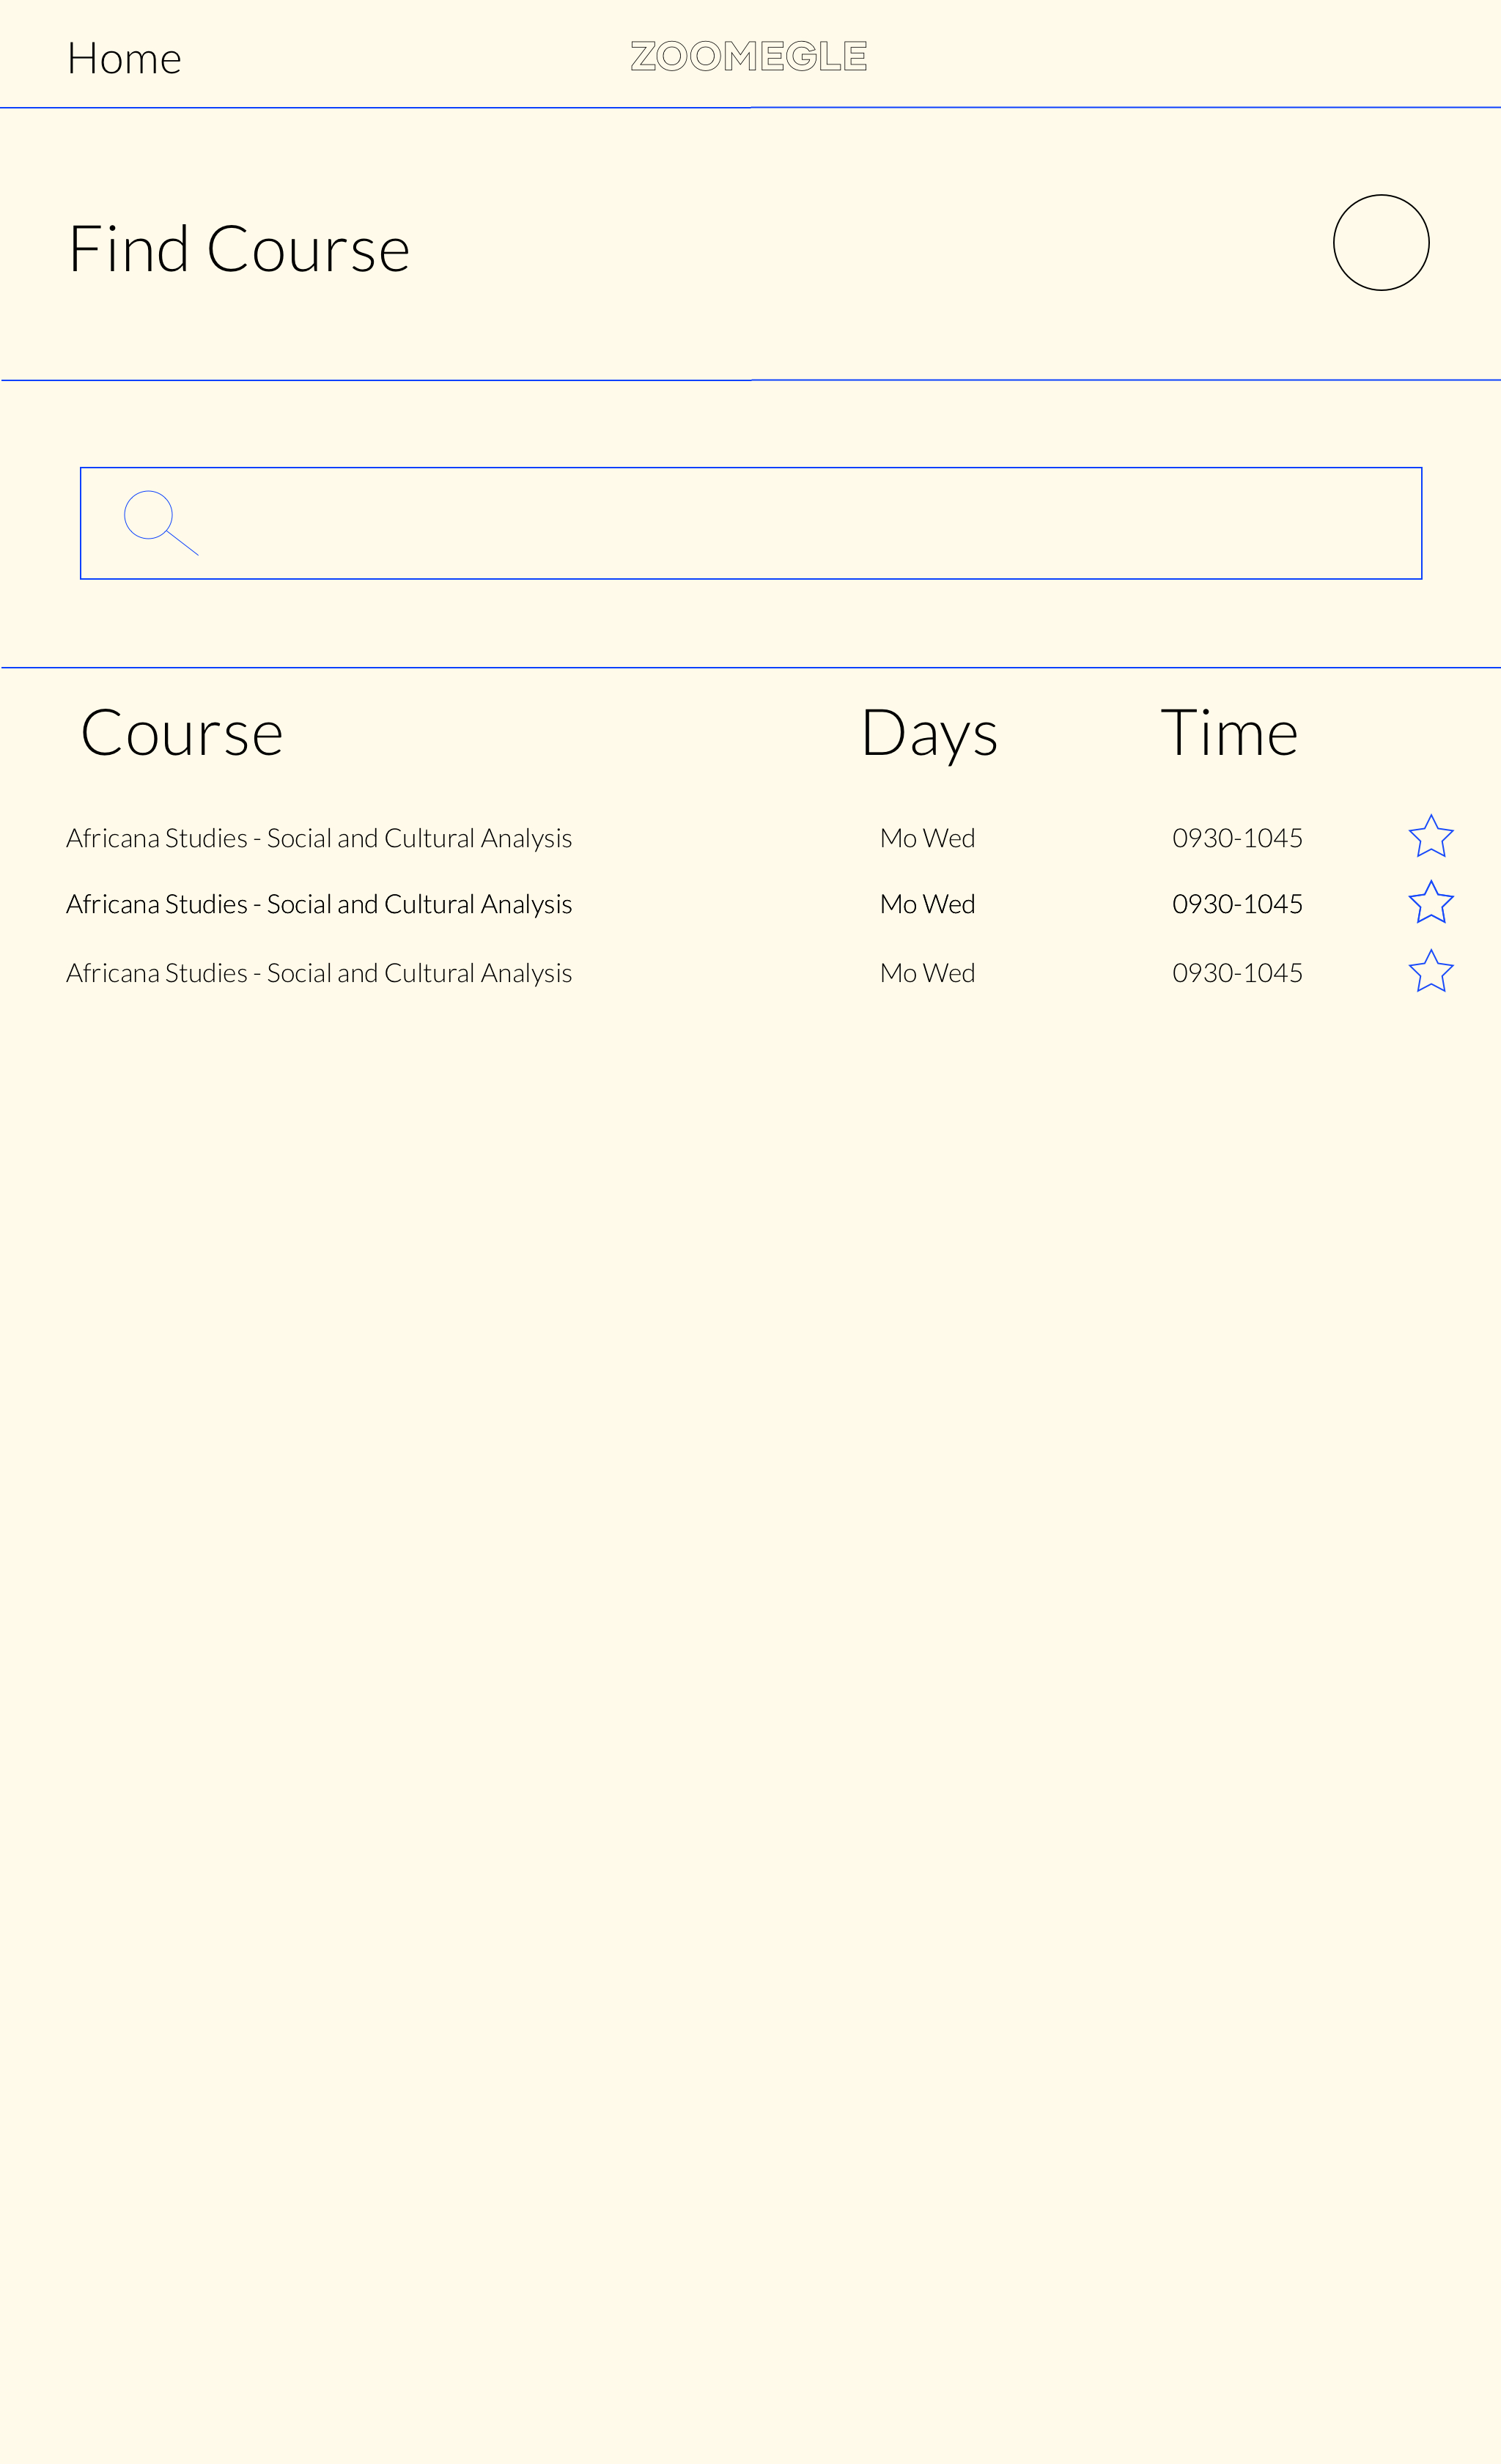 Home ZOOMEGLE
Find Course
Course Days Time
Africana Studies - Social and Cultural Analysis Mo Wed 0930-1045
Africana Studies - Social and Cultural Analysis Mo Wed 0930-1045
Africana Studies - Social and Cultural Analysis Mo Wed 0930-1045